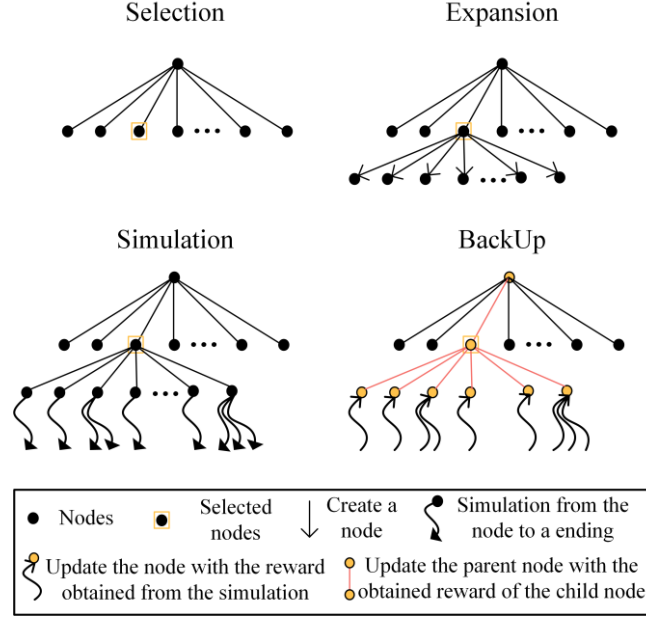 Selection
Expansion
Simulation
BackUp
Nodes
Selected
nodes
Create a
node
Simulation from the
node to a ending
Update the node with the reward
obtained from the simulation
Update the parent node with the
obtained reward of the child node